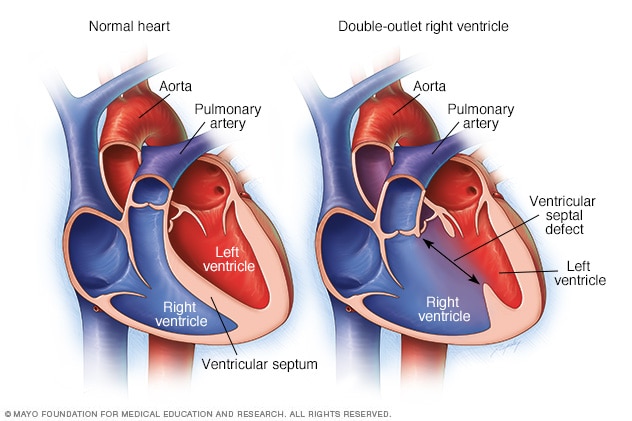 Normal heart
Double-outlet right ventricle
Aorta
Pulmonary
artery
Left
ventricle
Right
ventricle
Ventricular septum
Aorta
Pulmonary
artery
Ventricular
septal
defect
Left
ventricle
Right
ventricle
© MAYO FOUNDATION FOR MEDICAL EDUCATION AND RESEARCH. ALL RIGHTS RESERVED.